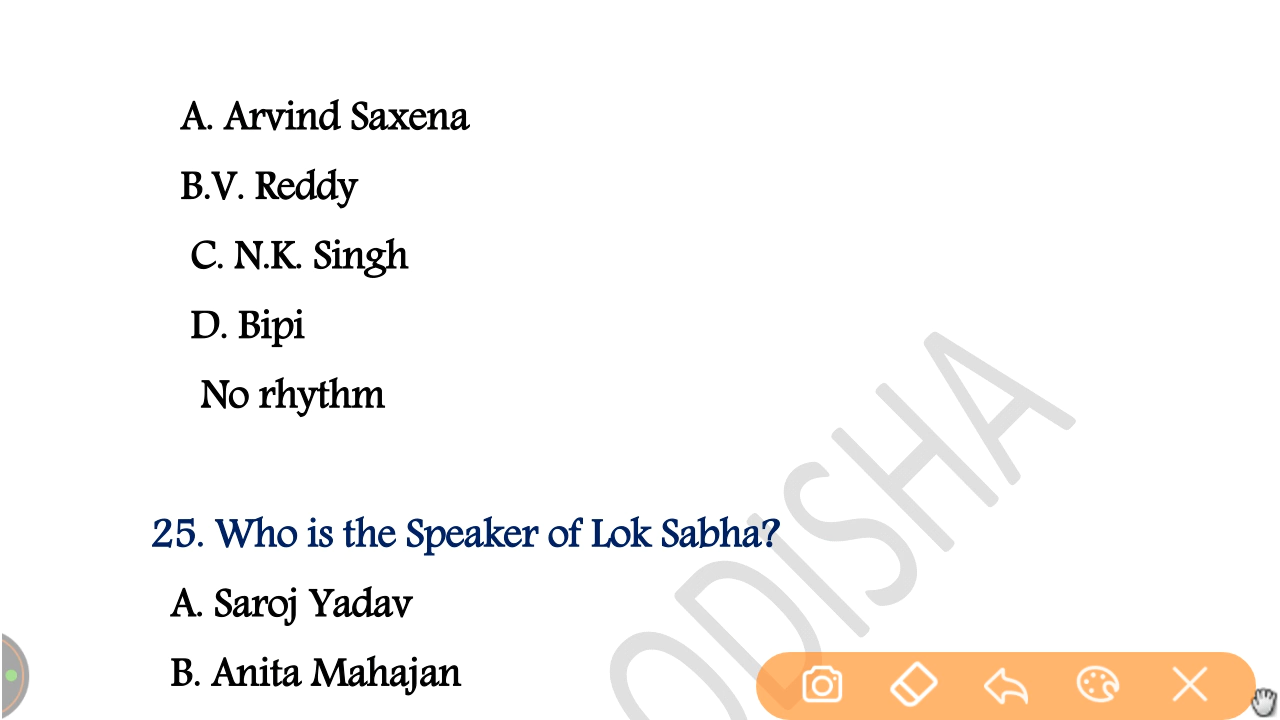 A. Arvind Saxena
B.V. Reddy
C. N.K. Singh
D. Bipi
No rhythm
25. Who is the Speaker of Lok Sabha?
A. Saroj Yadav
B. Anita Mahajan
ODISHA